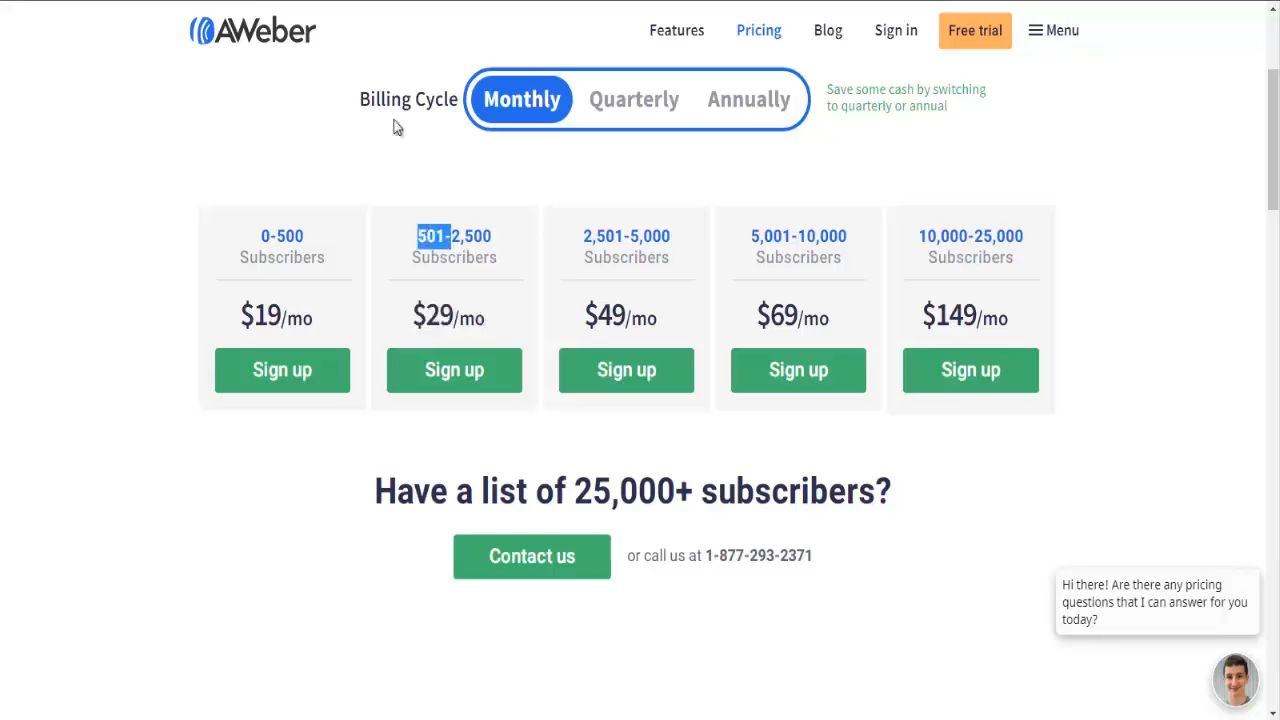 AWeber
Features
Pricing
Blog
Sign in
Free trial
Menu
Billing Cycle
Monthly
Quarterly
Annually
Save some cash by switching
to quarterly or annual
0-500
Subscribers
$19/mo
Sign up
501-2,500
Subscribers
$29/mo
Sign up
2,501-5,000
Subscribers
$49/mo
Sign up
5,001-10,000
Subscribers
$69/mo
Sign up
10,000-25,000
Subscribers
$149/mo
Sign up
Have a list of 25,000+ subscribers?
Contact us
or call us at 1-877-293-2371
Hi there! Are there any pricing
questions that I can answer for you
today?